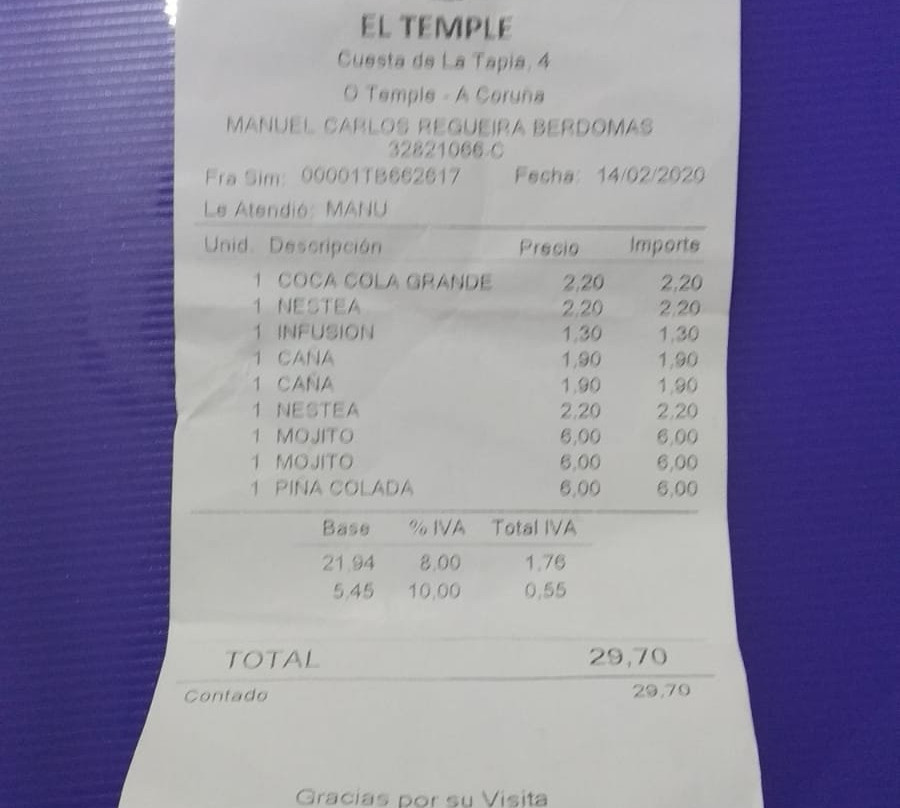 EL TEMPLE
Cuesta de La Tapia, 4
O Temple - A Coruña
MANUEL CARLOS REGUEIRA BERDOMAS
32821066-C
Fra Sim: 00001TB662617 Fecha: 14/02/2020
Le Atendió: MANU
Unid. Descripción Precio Importe
1 COCA COLA GRANDE 2,20 2,20
1 NESTEA 2,20 2,20
1 INFUSION 1,30 1,30
1 CAÑA 1,90 1,90
1 CAÑA 1,90 1,90
1 NESTEA 2,20 2,20
1 MOJITO 6,00 6,00
1 MOJITO 6,00 6,00
1 PIÑA COLADA 6,00 6,00
Base % IVA Total IVA
21,94 8,00 1,76
5,45 10,00 0,55
TOTAL 29,70
Contado 29,70
Gracias por su Visita